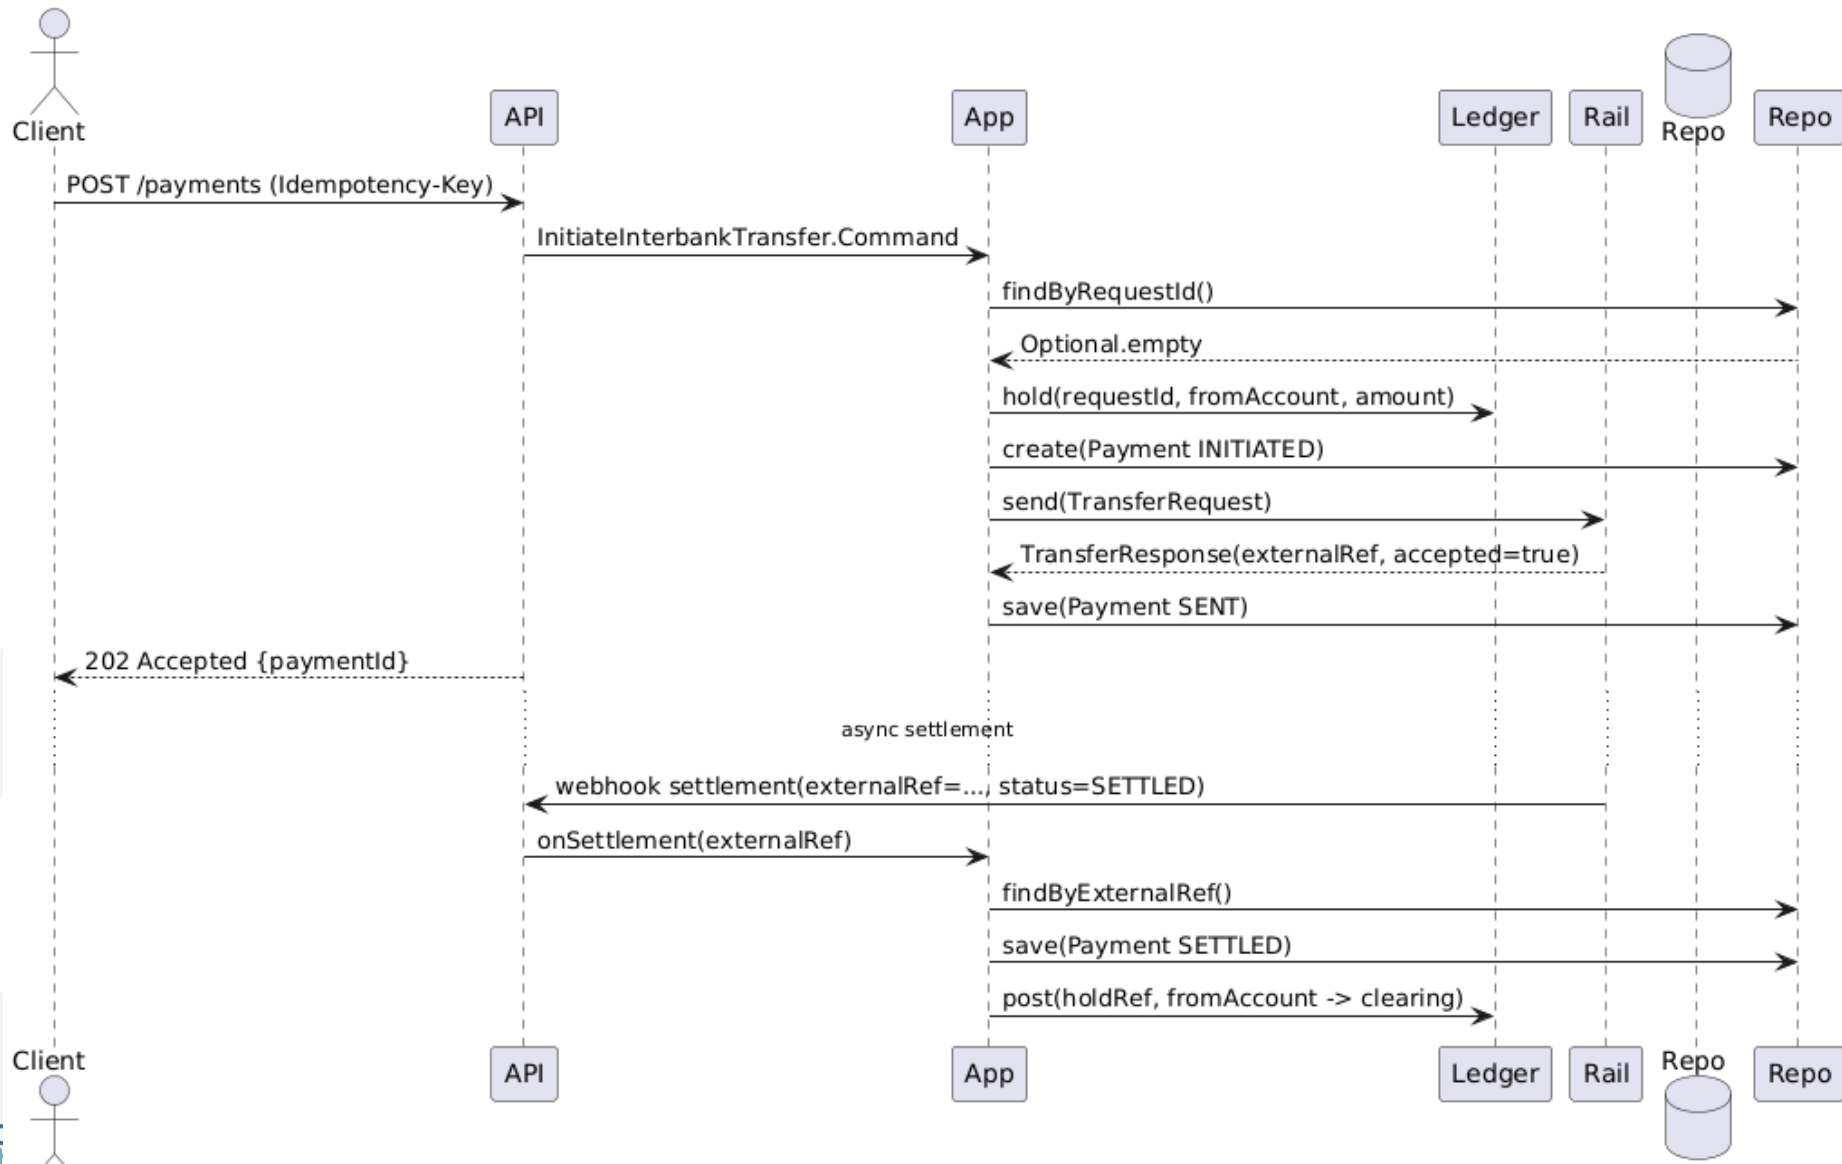 Client
API
App
Ledger
Rail
Repo
Repo
POST /payments (Idempotency-Key)
InitiateInterbankTransfer.Command
findByRequestId()
Optional.empty
hold(requestId, fromAccount, amount)
create(Payment INITIATED)
send(TransferRequest)
TransferResponse(externalRef, accepted=true)
save(Payment SENT)
202 Accepted {paymentId}
async settlement
webhook settlement(externalRef=..., status=SETTLED)
onSettlement(externalRef)
findByExternalRef()
save(Payment SETTLED)
post(holdRef, fromAccount -> clearing)
Client
API
App
Ledger
Rail
Repo
Repo